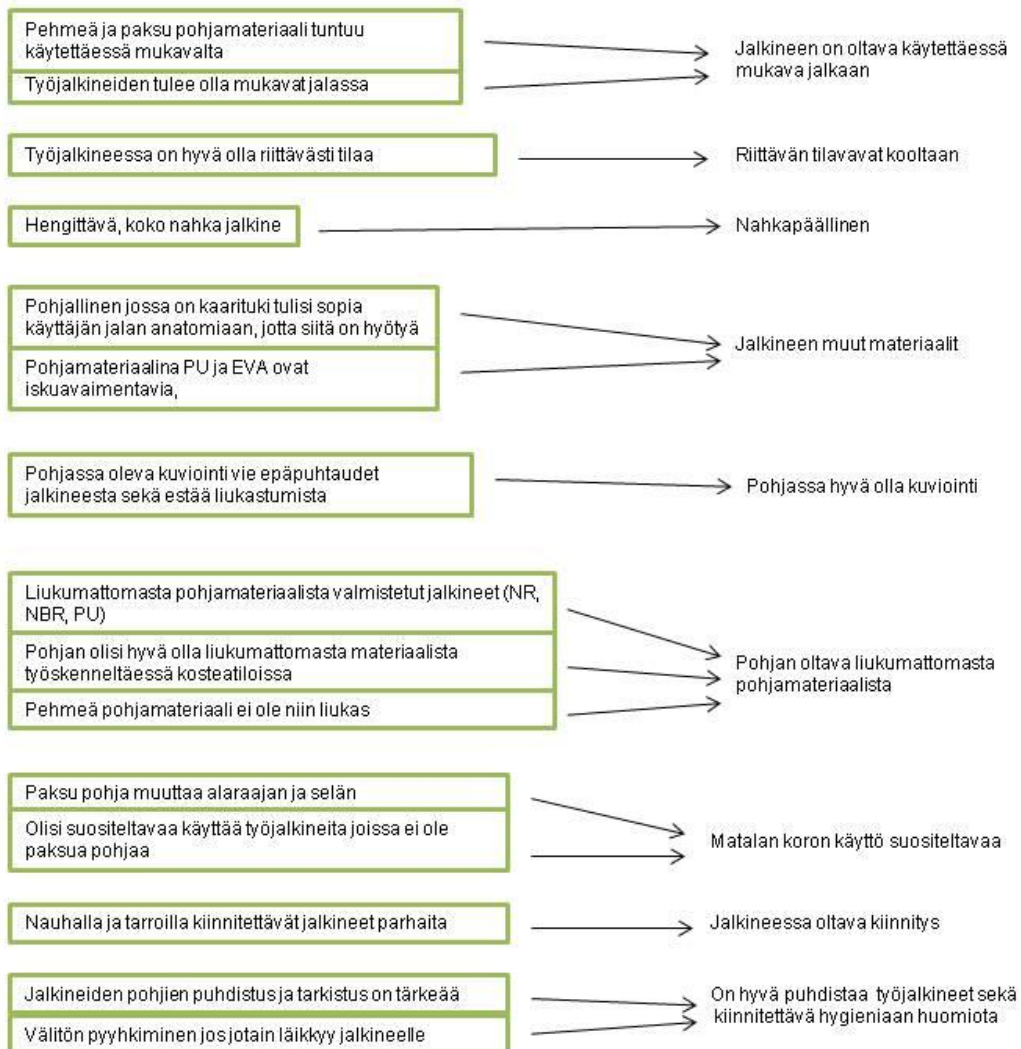 Pehmeä ja paksu pohjamateriaali tuntuu
käytettäessä mukavalta
Työjalkineiden tulee olla mukavat jalassa
Jalkineen on oltava käytettäessä
mukava jalkaan
Työjalkineessa on hyvä olla riittävästi tilaa
Riittävän tilavavat kooltaan
Hengittävä, koko nahka jalkine
Nahkapäällinen
Pohjallinen jossa on kaarituki tulisi sopia
käyttäjän jalan anatomiaan, jotta siitä on hyötyä
Pohjamateriaalina PU ja EVA ovat
iskuavaimentavia,
Jalkineen muut materiaalit
Pohjassa oleva kuviointi vie epäpuhtaudet
jalkineesta sekä estää liukastumista
Pohjassa hyvä olla kuviointi
Liukumattomasta pohjamateriaalista valmistetut jalkineet (NR,
NBR, PU)
Pohjan olisi hyvä olla liukumattomasta materiaalista
työskenneltäessä kosteatiloissa
Pehmeä pohjamateriaali ei ole niin liukas
Pohjan oltava liukumattomasta
pohjamateriaalista
Paksu pohja muuttaa alaraajan ja selän
Olisi suositeltavaa käyttää työjalkineita joissa ei ole
paksua pohjaa
Matalan koron käyttö suositeltavaa
Nauhalla ja tarroilla kiinnitettävät jalkineet parhaita
Jalkineessa oltava kiinnitys
Jalkineiden pohjien puhdistus ja tarkistus on tärkeää
Välitön pyyhkiminen jos jotain läikkyy jalkineelle
On hyvä puhdistaa työjalkineet sekä
kiinnitettävä hygieniaan huomiota